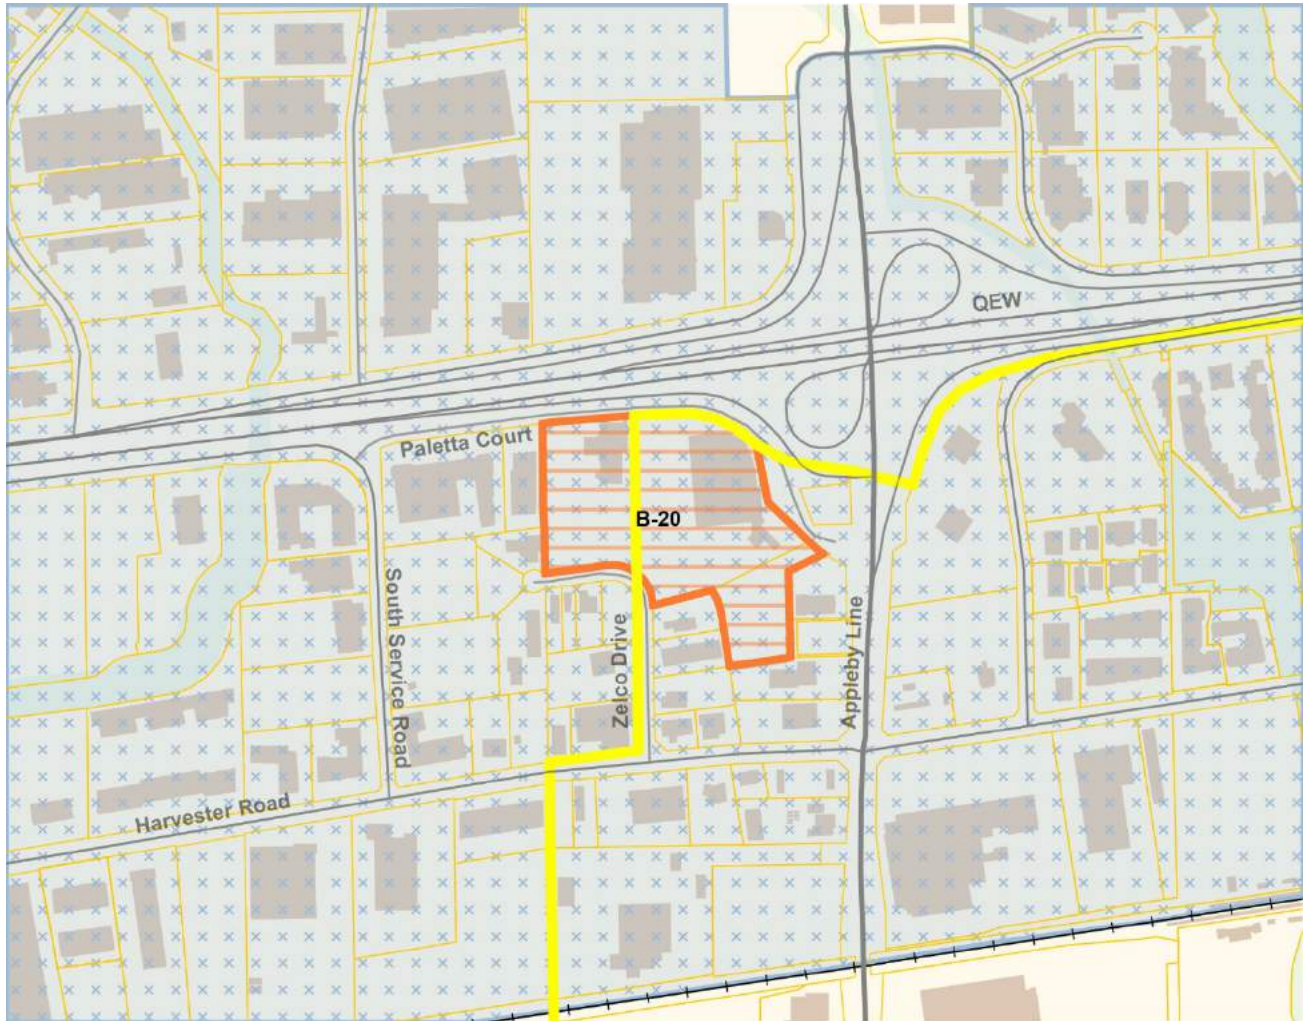 QEW
Paletta Court
B-20
South Service Road
Zelco Drive
Appleby Line
Harvester Road